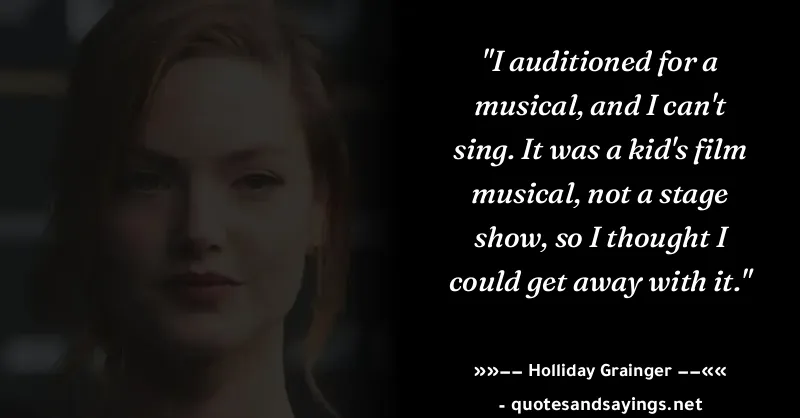 "I auditioned for a
musical, and I can't
sing. It was a kid's film
musical, not a stage
show, so I thought I
could get away with it."
»»–– Holliday Grainger ––««
- quotesandsayings.net